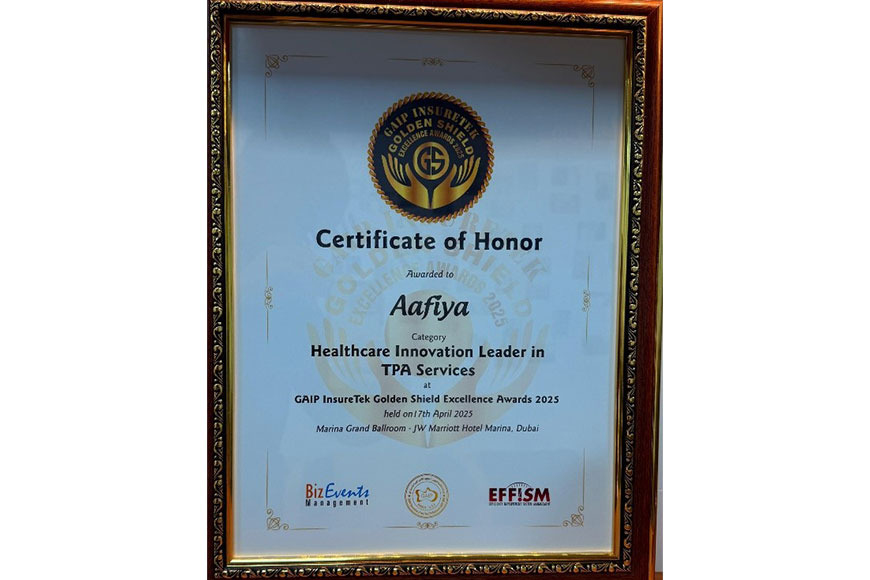 GAIP INSURETEK
GOLDEN SHIELD
EXCELLENCE AWARDS 2025
GS
Certificate of Honor
Awarded to
Aafiya
Category
Healthcare Innovation Leader in
TPA Services
at
GAIP InsureTek Golden Shield Excellence Awards 2025
held on 17th April 2025
Marina Grand Ballroom - JW Marriott Hotel Marina, Dubai
BizEvents
Management
EFFISM